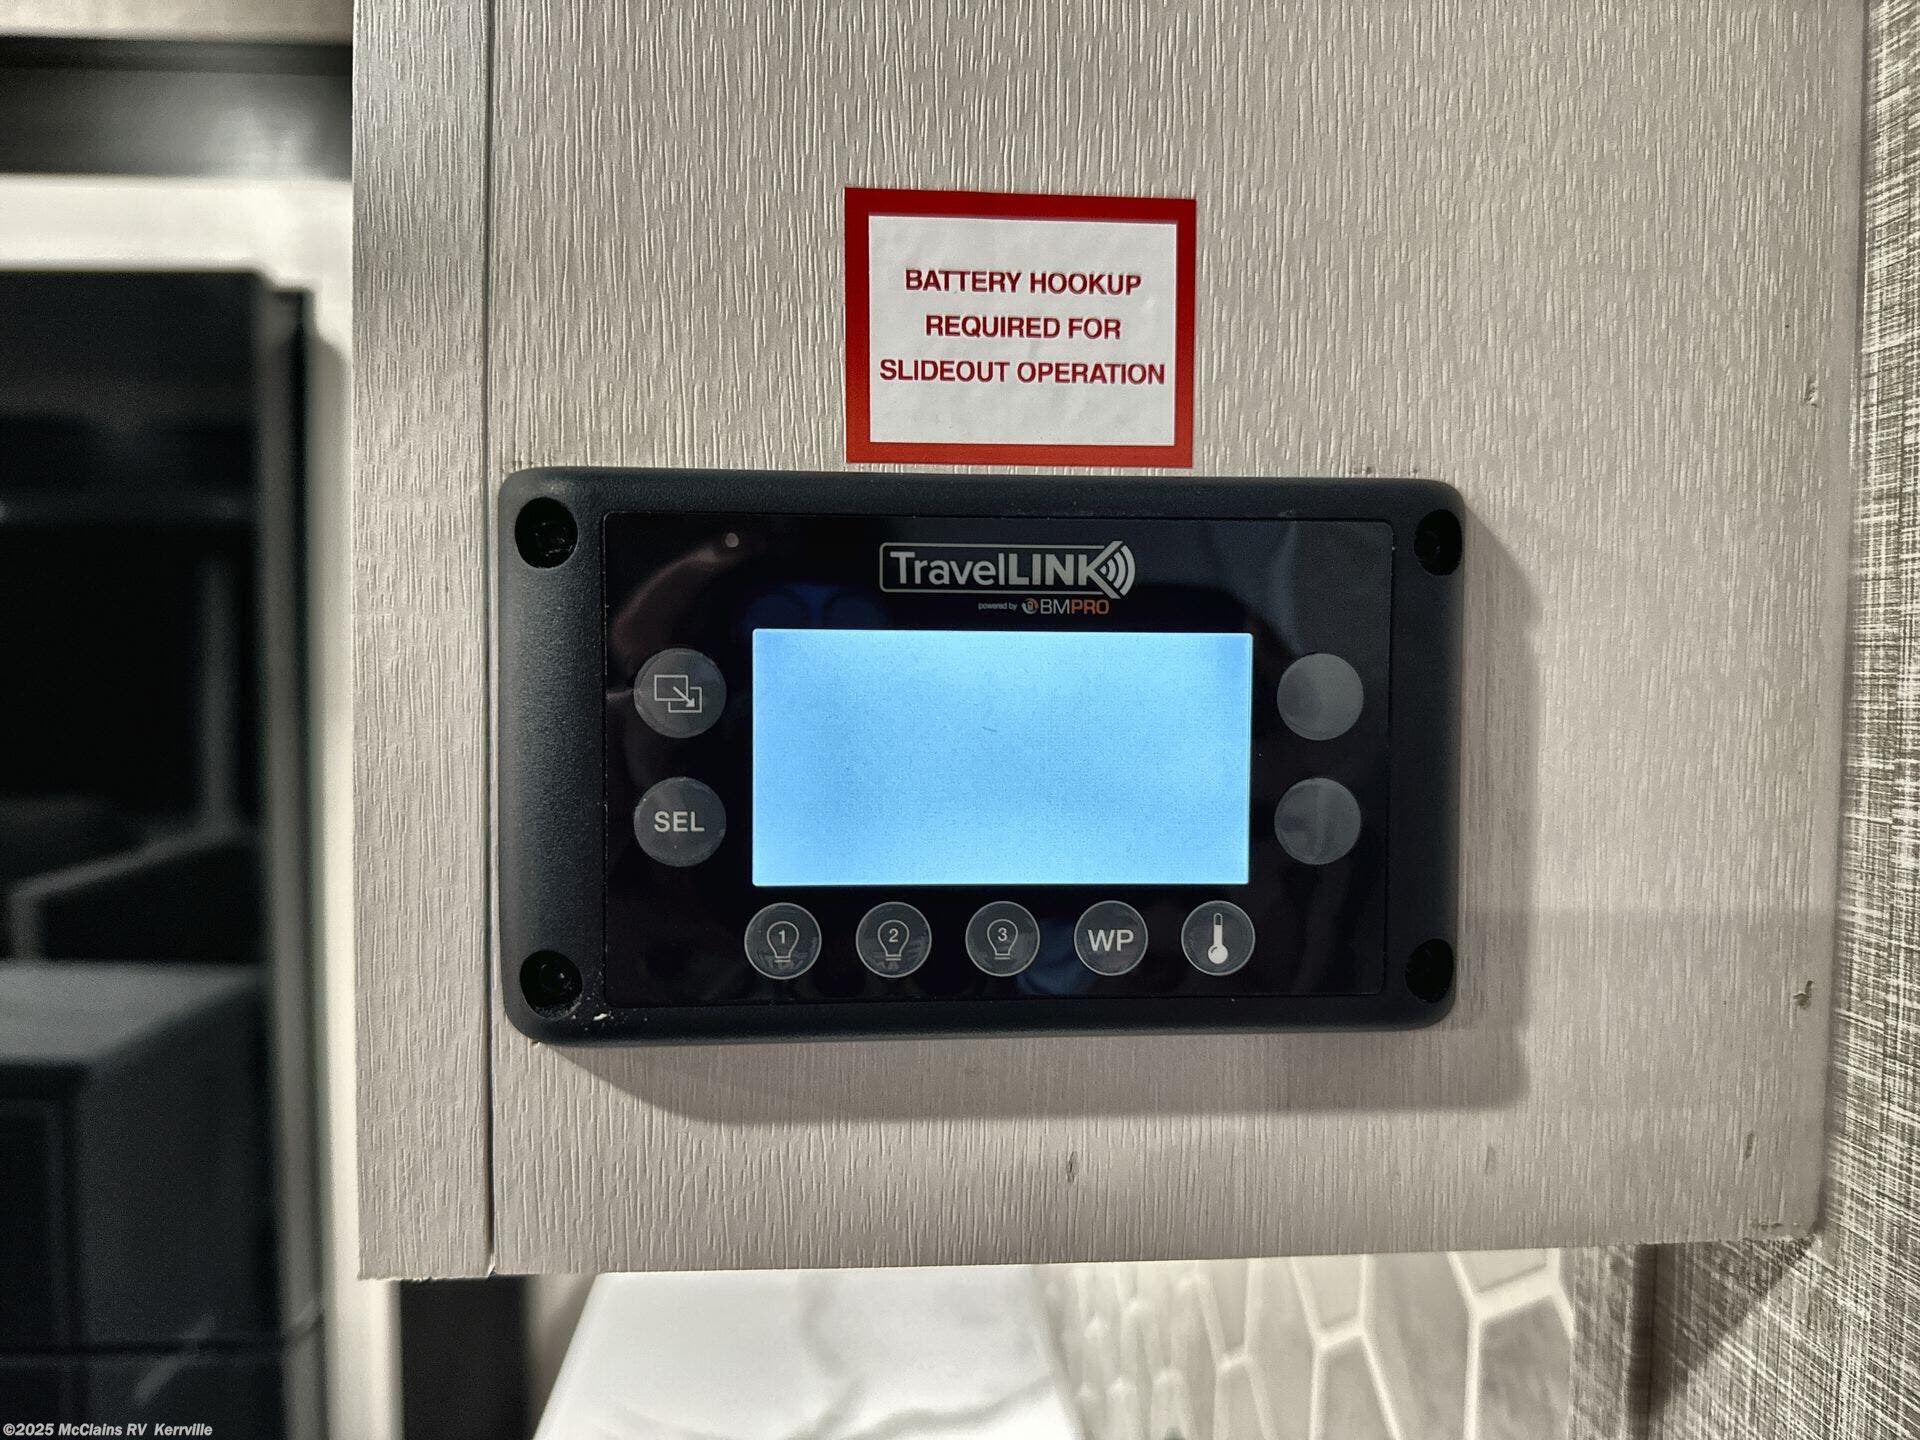 BATTERY HOOKUP
REQUIRED FOR
SLIDEOUT OPERATION
TravelLINK
powered by BMPRO
SEL
1 2 3 WP
©2025 McClains RV Kerrville